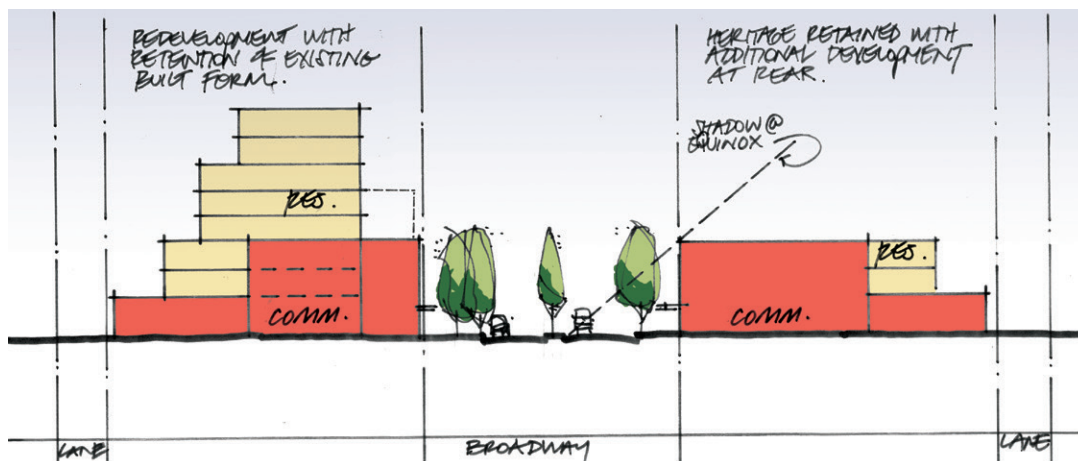 REDEVELOPMENT WITH
RETENTION OF EXISTING
BUILT FORM.
HERITAGE RETAINED WITH
ADDITIONAL DEVELOPMENT
AT REAR.
SHADOW @
EQUINOX
RES.
RES.
COMM.
COMM.
LANE
BROADWAY
LANE